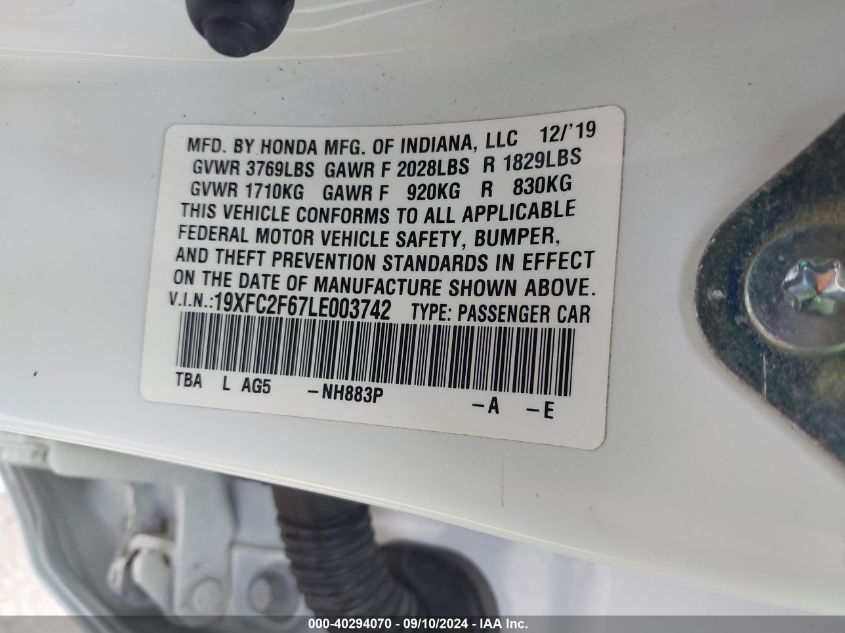 MFD. BY HONDA MFG. OF INDIANA, LLC 12/'19
GVWR 3769LBS GAWR F 2028LBS R 1829LBS
GVWR 1710KG GAWR F 920KG R 830KG
THIS VEHICLE CONFORMS TO ALL APPLICABLE
FEDERAL MOTOR VEHICLE SAFETY, BUMPER,
AND THEFT PREVENTION STANDARDS IN EFFECT
ON THE DATE OF MANUFACTURE SHOWN ABOVE.
V.I.N.:19XFC2F67LE003742 TYPE: PASSENGER CAR
TBA L AG5 -NH883P -A -E
000-40294070 - 09/10/2024 - IAA Inc.